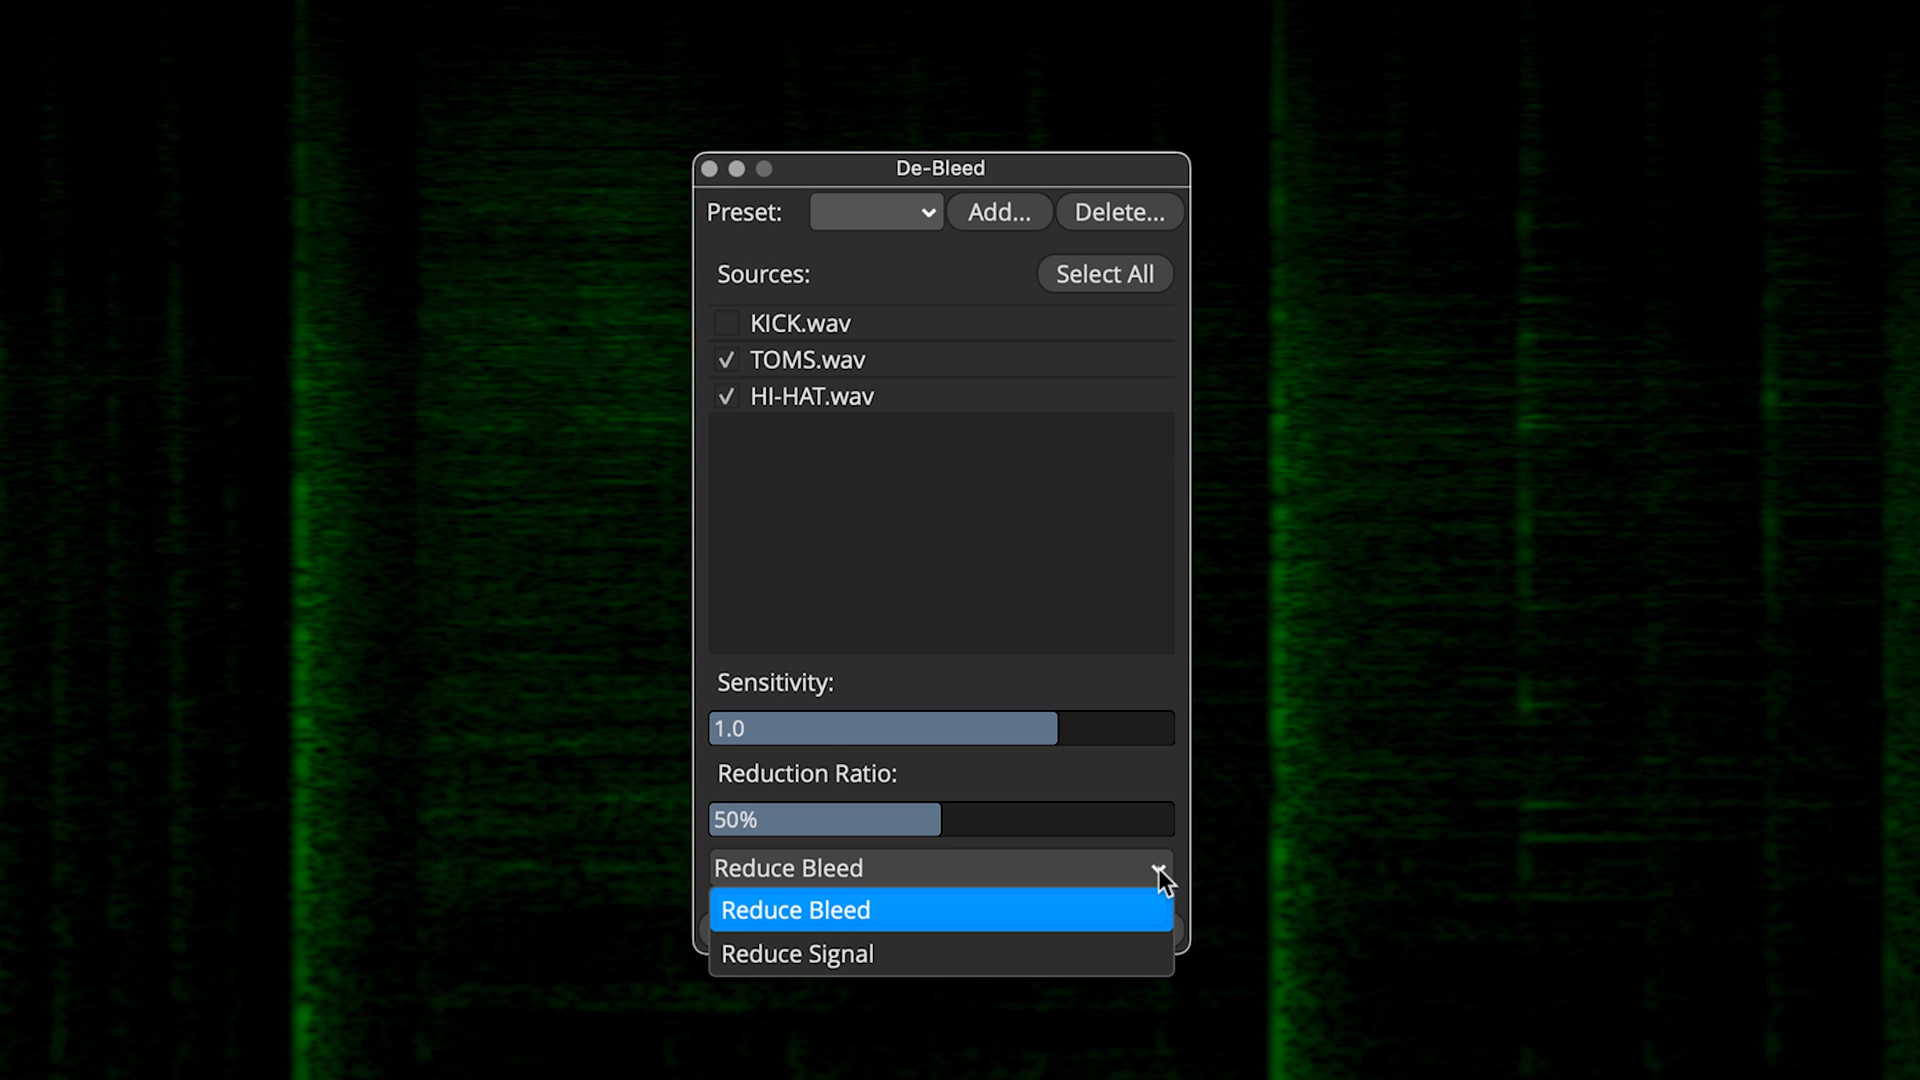 De-Bleed
Preset: Add... Delete...
Sources: Select All
KICK.wav
TOMS.wav
HI-HAT.wav
Sensitivity:
1.0
Reduction Ratio:
50%
Reduce Bleed
Reduce Bleed
Reduce Signal